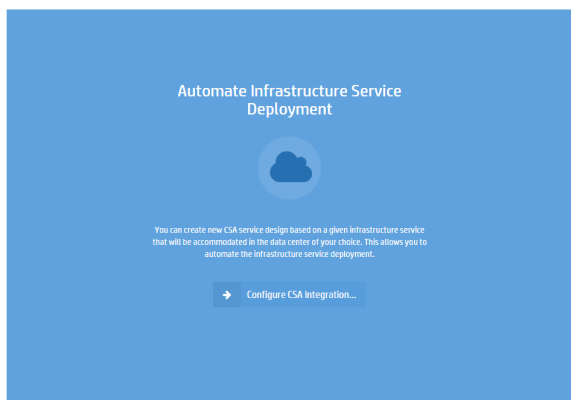 Automate Infrastructure Service
Deployment
You can create new CSA service design based on a given infrastructure service
that will be accommodated in the data center of your choice. This allows you to
automate the infrastructure service deployment.
Configure CSA Integration...